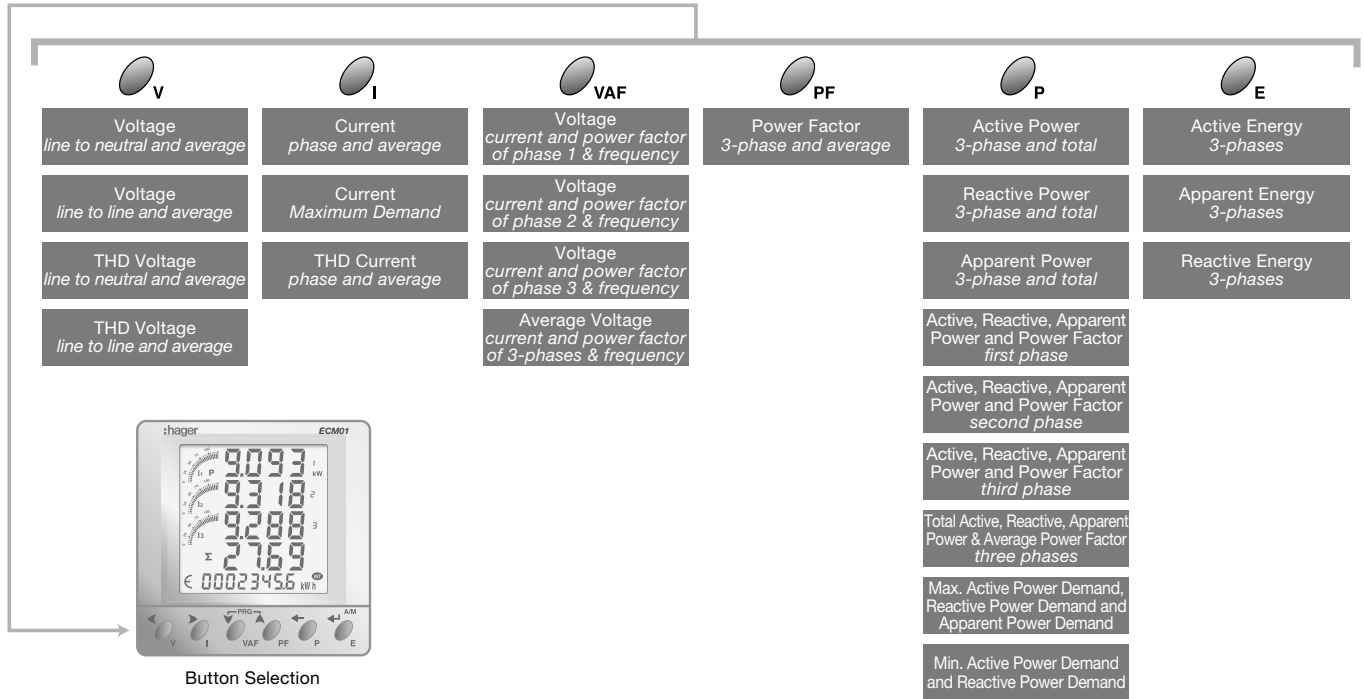 V
I
VAF
PF
P
E
Voltage
line to neutral and average
Voltage
line to line and average
THD Voltage
line to neutral and average
THD Voltage
line to line and average
Current
phase and average
Current
Maximum Demand
THD Current
phase and average
Voltage
current and power factor
of phase 1 & frequency
Voltage
current and power factor
of phase 2 & frequency
Voltage
current and power factor
of phase 3 & frequency
Average Voltage
current and power factor
of 3-phases & frequency
Power Factor
3-phase and average
Active Power
3-phase and total
Reactive Power
3-phase and total
Apparent Power
3-phase and total
Active, Reactive, Apparent
Power and Power Factor
first phase
Active, Reactive, Apparent
Power and Power Factor
second phase
Active, Reactive, Apparent
Power and Power Factor
third phase
Total Active, Reactive, Apparent
Power & Average Power Factor
three phases
Max. Active Power Demand,
Reactive Power Demand and
Apparent Power Demand
Min. Active Power Demand
and Reactive Power Demand
Active Energy
3-phases
Apparent Energy
3-phases
Reactive Energy
3-phases
:hager ECM01
I1 P 9.093 1 kW
I2 9.318 2
I3 9.288 3
Σ 27.69
€ 00023456 kWh
PRG A/M
V I VAF PF P E
Button Selection